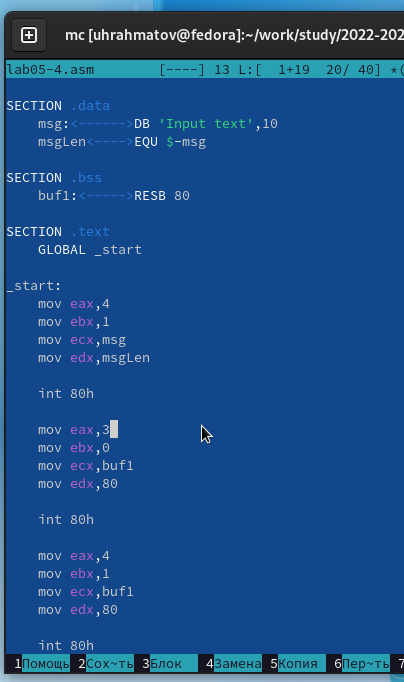 mc [uhrahmatov@fedora]:~/work/study/2022-202
lab05-4.asm [----] 13 L:[ 1+19 20/ 40] *(
SECTION .data
msg:<------>DB 'Input text',10
msgLen<---->EQU $-msg
SECTION .bss
buf1:<----->RESB 80
SECTION .text
GLOBAL _start
_start:
mov eax,4
mov ebx,1
mov ecx,msg
mov edx,msgLen
int 80h
mov eax,3
mov ebx,0
mov ecx,buf1
mov edx,80
int 80h
mov eax,4
mov ebx,1
mov ecx,buf1
mov edx,80
int 80h
1Помощь 2Сох~ть 3Блок 4Замена 5Копия 6Пер~ть 7